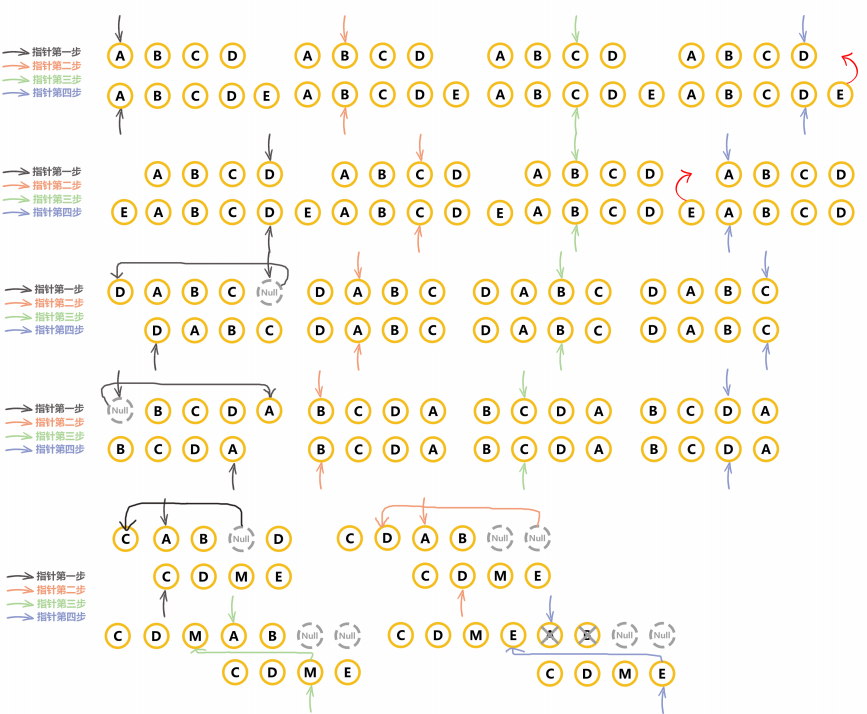 指针第一步 A B C D A B C D A B C D A B C D
指针第二步
指针第三步
指针第四步 A B C D E A B C D E A B C D E A B C D E
指针第一步 A B C D A B C D A B C D A B C D
指针第二步
指针第三步
指针第四步 E A B C D E A B C D E A B C D E A B C D
指针第一步 D A B C Null D A B C D A B C D A B C
指针第二步
指针第三步
指针第四步 D A B C D A B C D A B C D A B C
指针第一步 Null B C D A B C D A B C D A B C D A
指针第二步
指针第三步
指针第四步 B C D A B C D A B C D A B C D A
C A B Null D C D A B Null Null
指针第一步 C D M E C D M E
指针第二步
指针第三步
指针第四步
C D M A B Null Null C D M E Null Null
C D M E C D M E